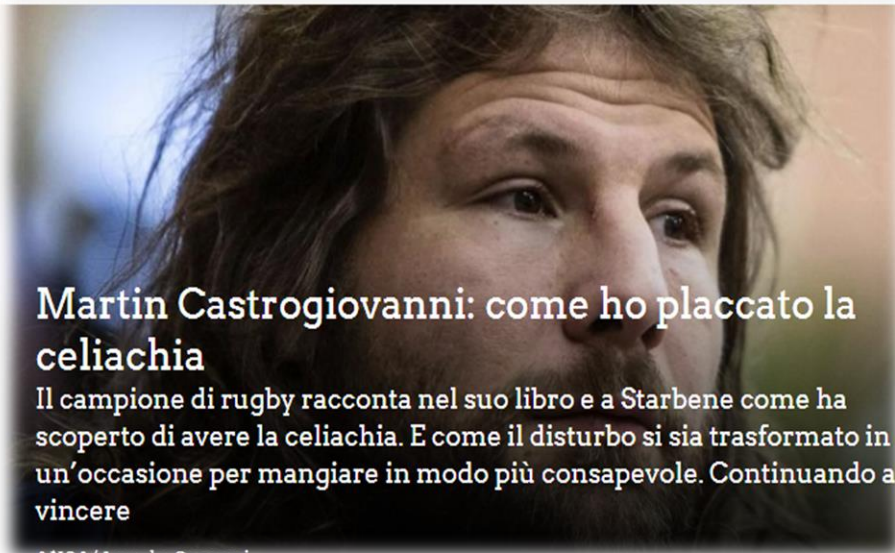 Martin Castrogiovanni: come ho placcato la
celiachia
Il campione di rugby racconta nel suo libro e a Starbene come ha
scoperto di avere la celiachia. E come il disturbo si sia trasformato in
un'occasione per mangiare in modo più consapevole. Continuando a
vincere